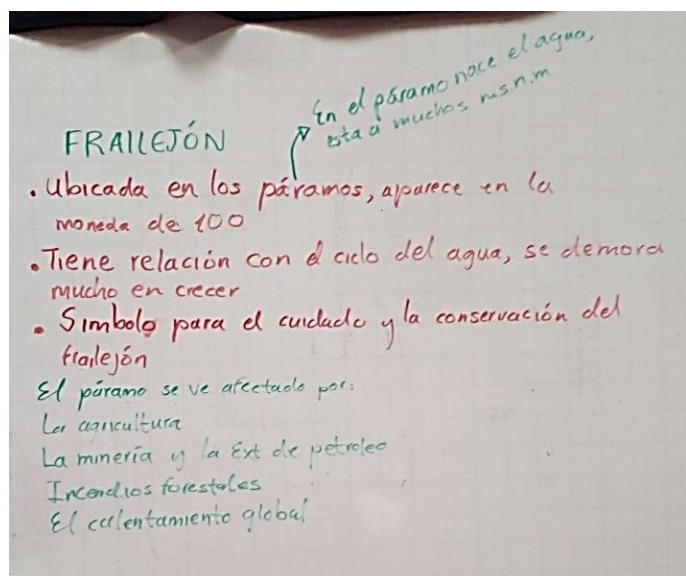 En el páramo nace el agua,
esta a muchos m.s.n.m
FRAILEJÓN
. Ubicada en los páramos, aparece en la
moneda de 100
. Tiene relación con el ciclo del agua, se demora
mucho en crecer
. Simbolo para el cuidado y la conservación del
frailejón
El páramo se ve afectado por:
La agricultura
La minería y la Ext de petroleo
Incendios forestales
El calentamiento global